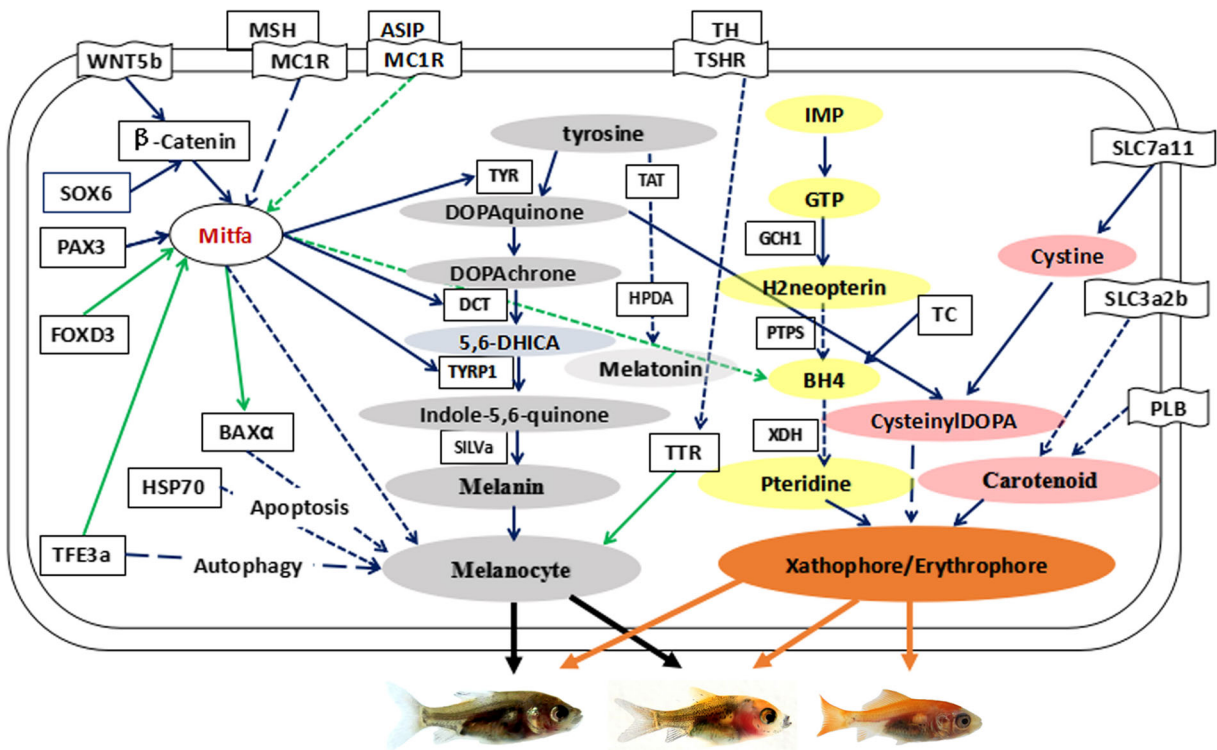 MSH
ASIP
TH
WNT5b
MC1R
MC1R
TSHR
IMP
tyrosine
β-Catenin
SLC7a11
TYR
TAT
SOX6
GTP
DOPAquinone
Mitfa
GCH1
PAX3
Cystine
DOPAchrone
H2neopterin
DCT
HPDA
SLC3a2b
TC
FOXD3
PTPS
5,6-DHICA
TYRP1
Melatonin
BH4
Indole-5,6-quinone
CysteinylDOPA
PLB
BAXα
XDH
SILVa
TTR
HSP70
Melanin
Pteridine
Carotenoid
Apoptosis
TFE3a
Autophagy
Melanocyte
Xathophore/Erythrophore